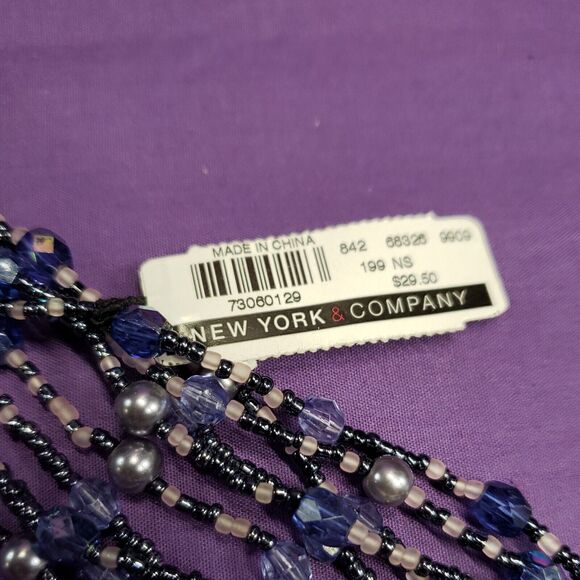 MADE IN CHINA 842 68326 9909
199 NS
73060129 $29.50
NEW YORK & COMPANY